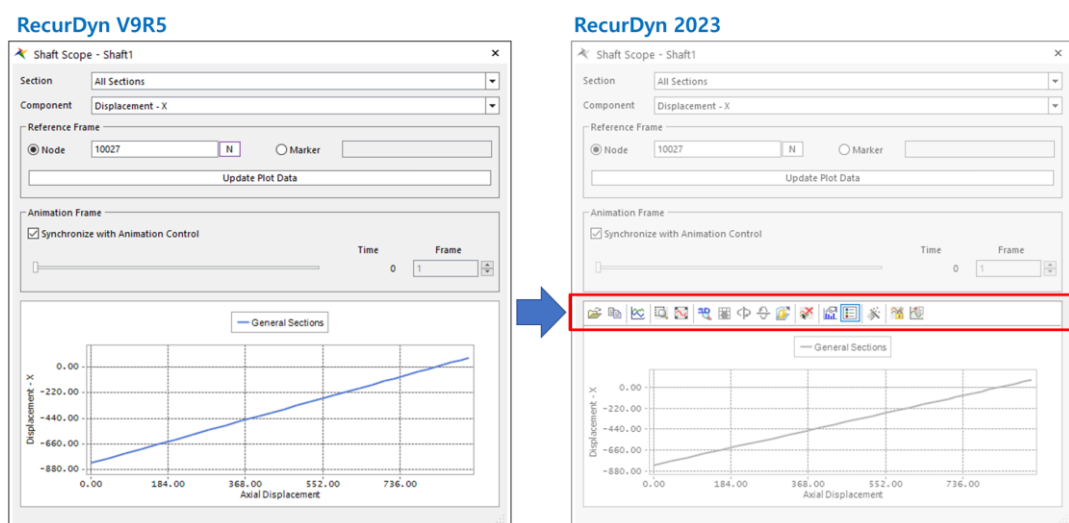 RecurDyn V9R5
Shaft Scope - Shaft1
Section All Sections
Component Displacement - X
Reference Frame
Node 10027 N Marker
Update Plot Data
Animation Frame
Synchronize with Animation Control
Time Frame
0 1
General Sections
Displacement - X
0.00
-220.00
-440.00
-660.00
-880.00
0.00 184.00 368.00 552.00 736.00
Axial Displacement
RecurDyn 2023
Shaft Scope - Shaft1
Section All Sections
Component Displacement - X
Reference Frame
Node 10027 N Marker
Update Plot Data
Animation Frame
Synchronize with Animation Control
Time Frame
0 1
General Sections
Displacement - X
0.00
-220.00
-440.00
-660.00
-880.00
0.00 184.00 368.00 552.00 736.00
Axial Displacement